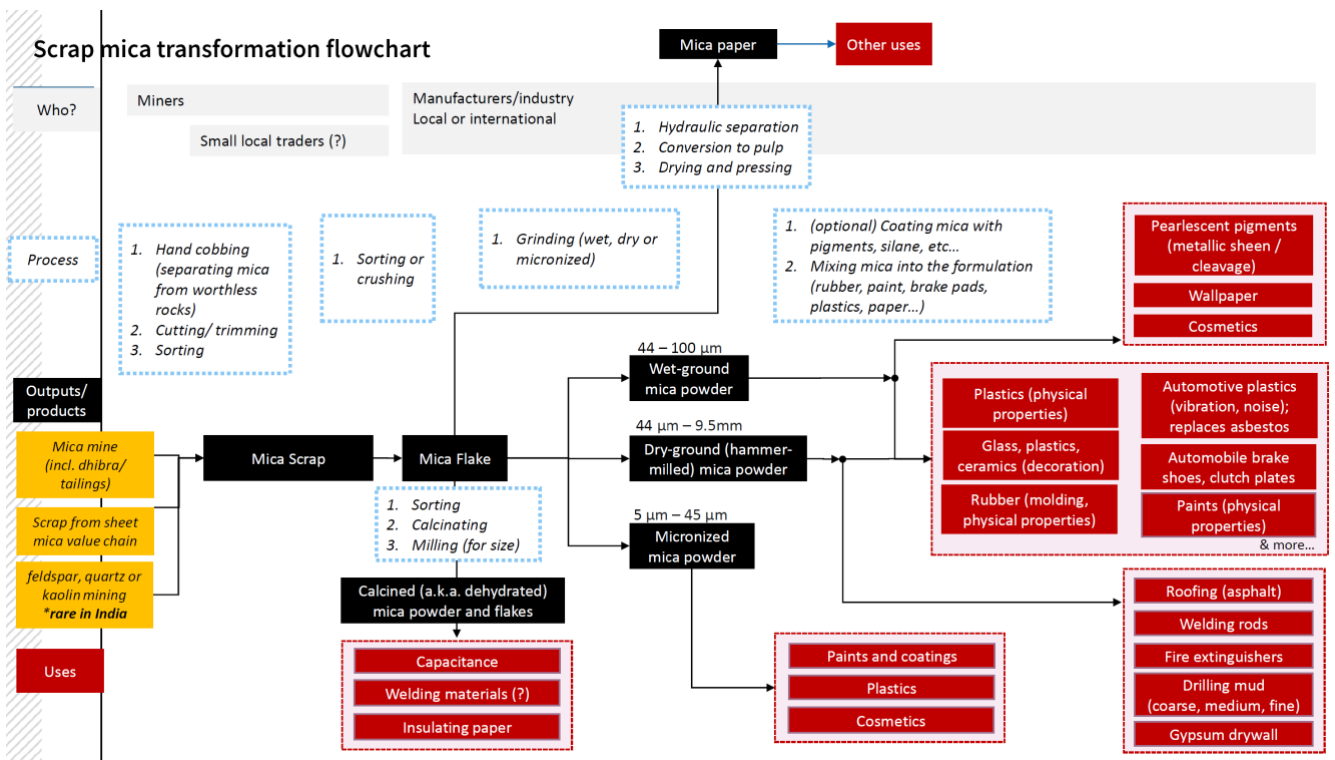 Scrap mica transformation flowchart
Mica paper
Other uses
Who?
Miners
Small local traders (?)
Manufacturers/industry
Local or international
1. Hydraulic separation
2. Conversion to pulp
3. Drying and pressing
Process
1. Hand cobbing
(separating mica
from worthless
rocks)
2. Cutting/ trimming
3. Sorting
1. Sorting or
crushing
1. Grinding (wet, dry or
micronized)
1. (optional) Coating mica with
pigments, silane, etc…
2. Mixing mica into the formulation
(rubber, paint, brake pads,
plastics, paper…)
Pearlescent pigments
(metallic sheen /
cleavage)
Wallpaper
Cosmetics
Outputs/
products
Mica mine
(incl. dhibra/
tailings)
Scrap from sheet
mica value chain
feldspar, quartz or
kaolin mining
*rare in India
Uses
Mica Scrap
Mica Flake
1. Sorting
2. Calcinating
3. Milling (for size)
Calcined (a.k.a. dehydrated)
mica powder and flakes
Capacitance
Welding materials (?)
Insulating paper
44 – 100 µm
Wet-ground
mica powder
44 µm – 9.5mm
Dry-ground (hammer-
milled) mica powder
5 µm – 45 µm
Micronized
mica powder
Paints and coatings
Plastics
Cosmetics
Plastics (physical
properties)
Glass, plastics,
ceramics (decoration)
Rubber (molding,
physical properties)
Automotive plastics
(vibration, noise);
replaces asbestos
Automobile brake
shoes, clutch plates
Paints (physical
properties)
& more…
Roofing (asphalt)
Welding rods
Fire extinguishers
Drilling mud
(coarse, medium, fine)
Gypsum drywall